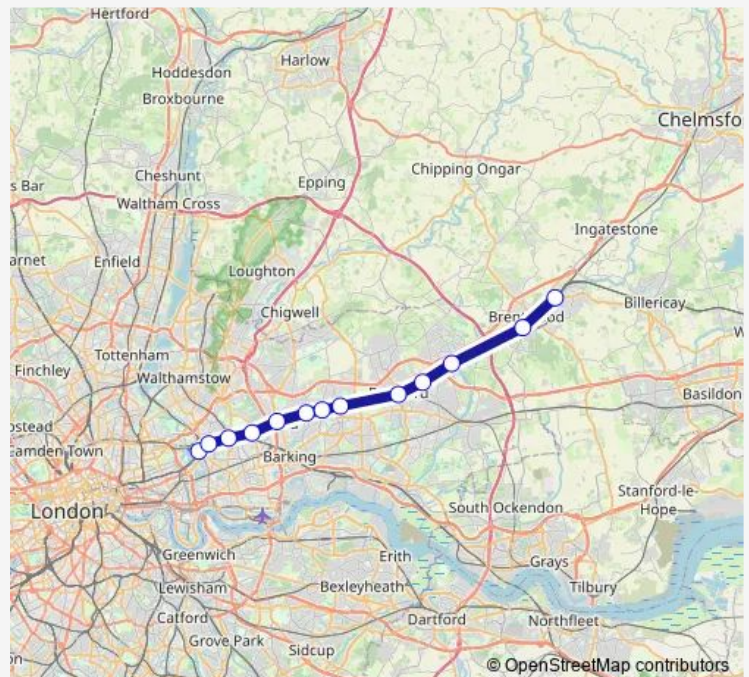 Hertford
Harlow
Hoddesdon
Broxbourne
Chelmsfo
Chipping Ongar
Cheshunt
s Bar
Epping
Waltham Cross
Ingatestone
arnet
Enfield
Loughton
Billericay
Chigwell
Tottenham
Finchley
Walthamstow
Basildon
amden Town
Barking
Stanford-le-
Hope
London
South Ockendon
Greenwich
Erith
Grays
Lewisham
Bexleyheath
Tilbury
Catford
Dartford
Northfleet
Grove Park
Sidcup
© OpenStreetMap contributors